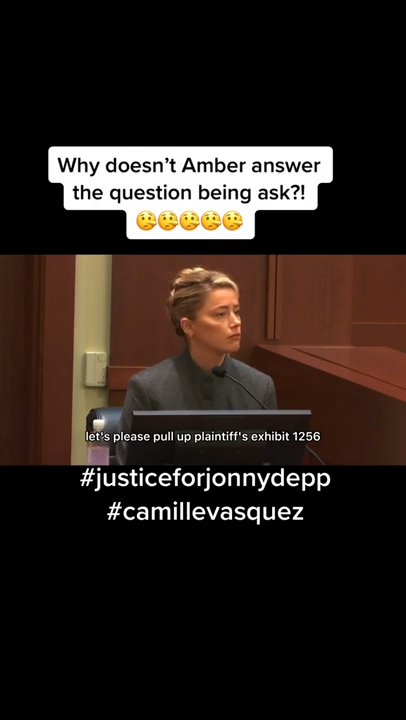 Why doesn't Amber answer
the question being ask?!
🤥🤥🤥🤥🤥
let's please pull up plaintiff's exhibit 1256
#justiceforjonnydepp
#camillevasquez